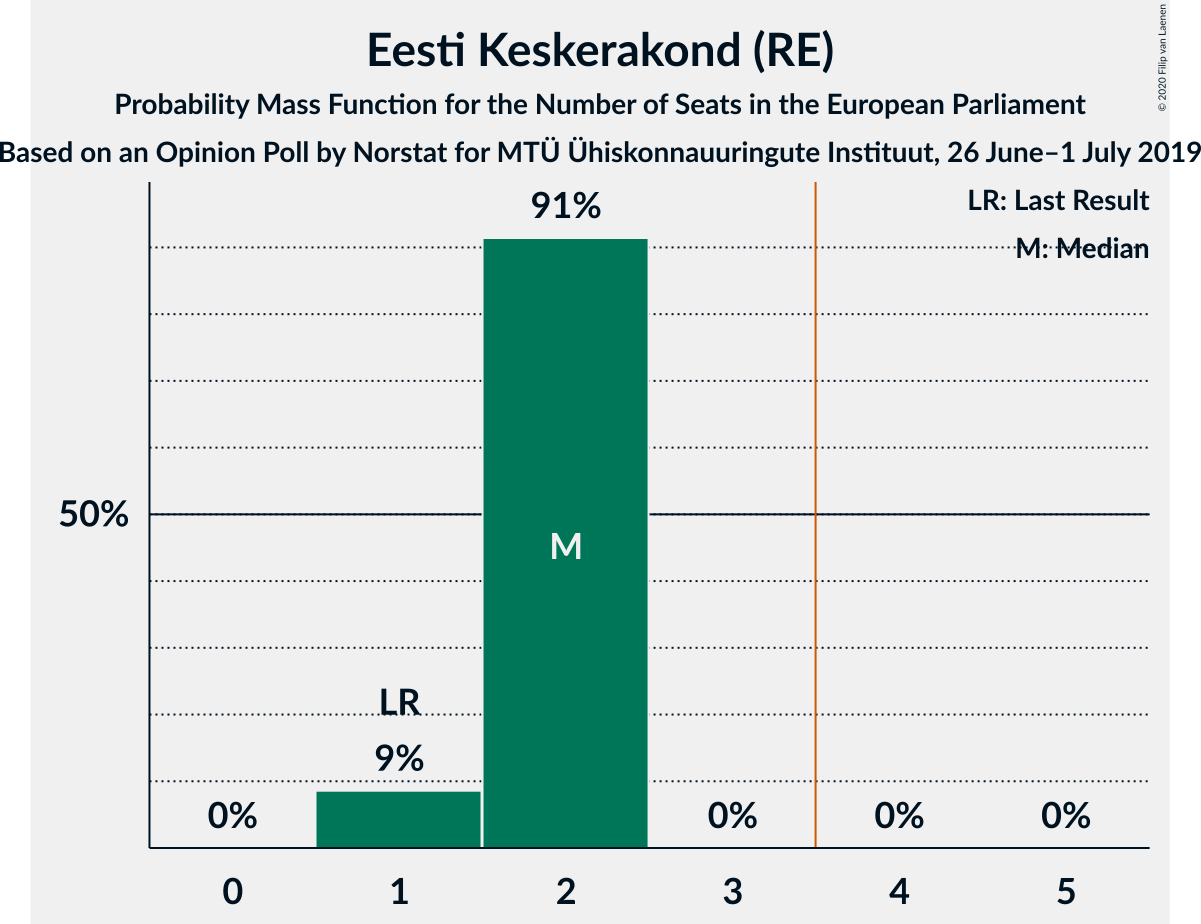 Eesti Keskerakond (RE)
Probability Mass Function for the Number of Seats in the European Parliament
Based on an Opinion Poll by Norstat for MTÜ Ühiskonnauuringute Instituut, 26 June–1 July 2019
© 2020 Filip van Laenen
LR: Last Result
M: Median
91%
50%
M
LR
9%
0%
0%
0%
0%
0 1 2 3 4 5